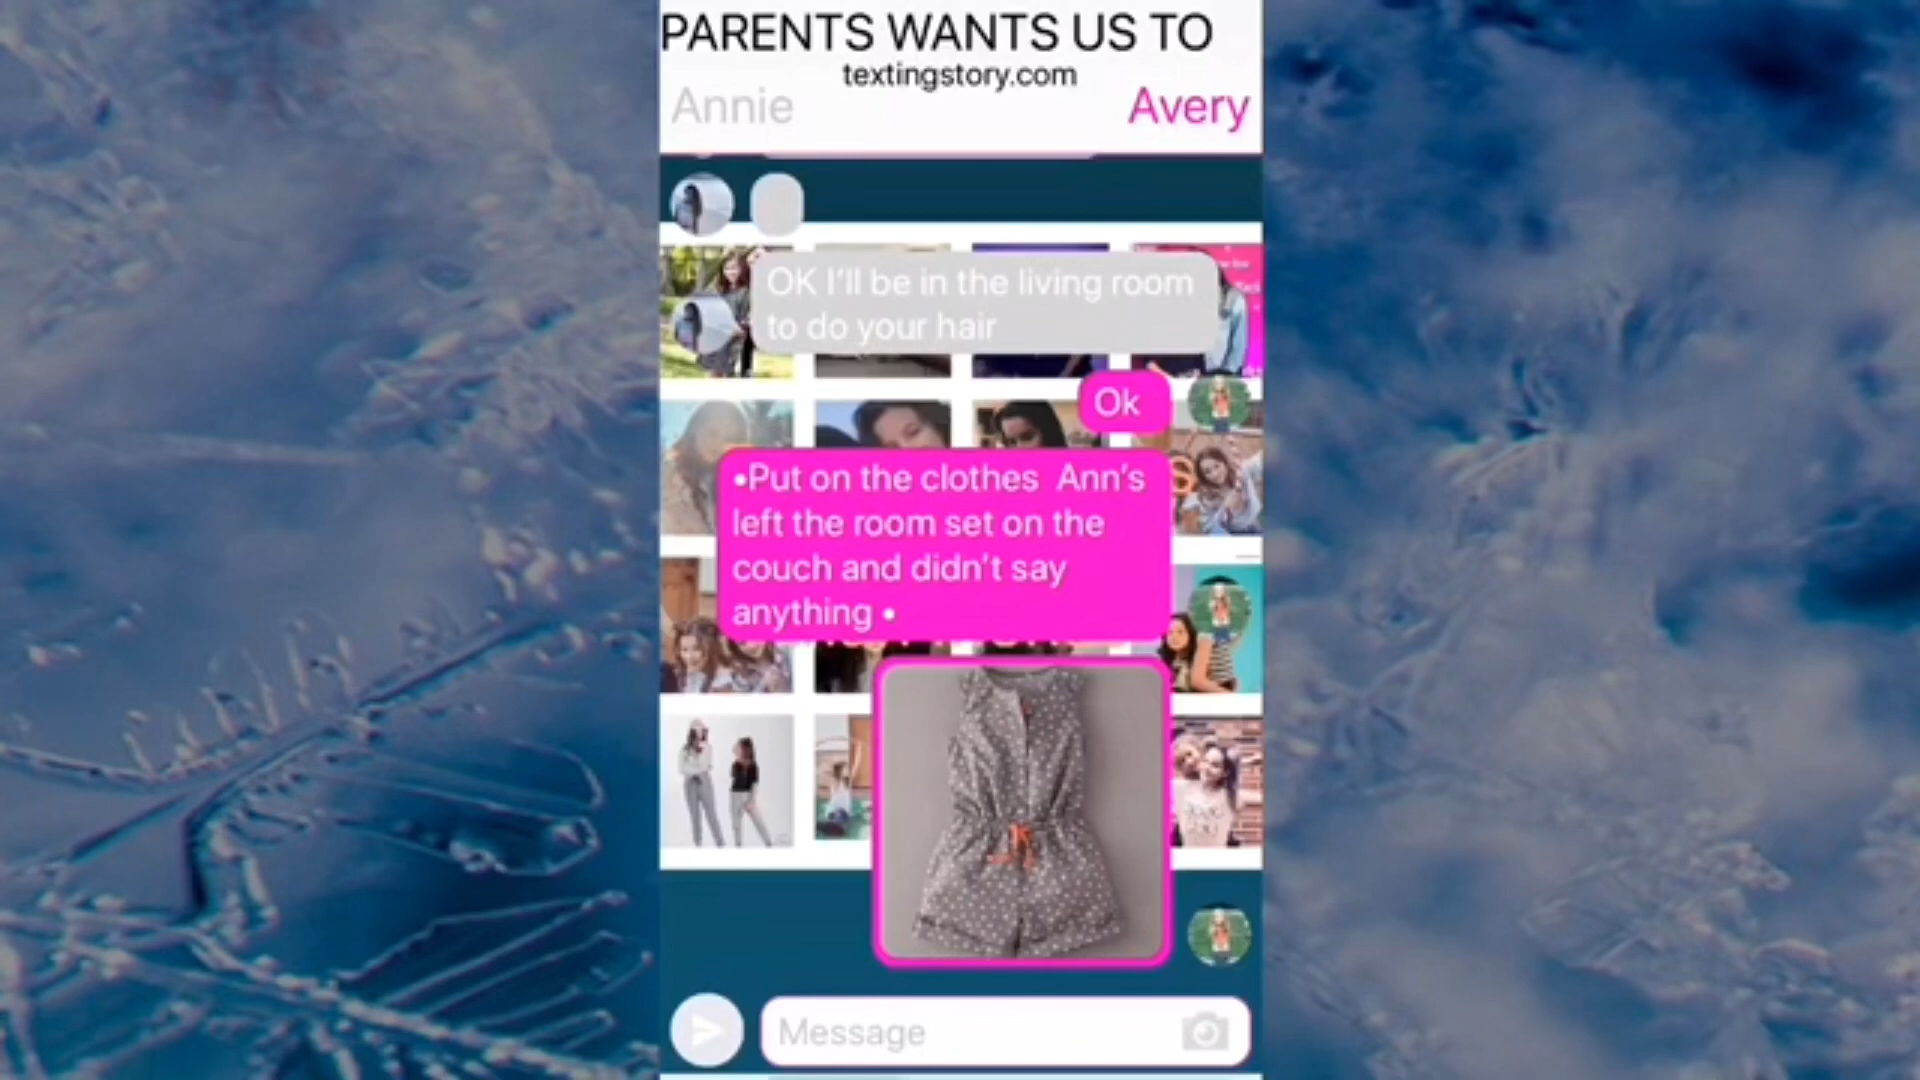 PARENTS WANTS US TO
textingstory.com
Annie
Avery
OK I'll be in the living room
to do your hair
Ok
•Put on the clothes  Ann's
left the room set on the
couch and didn't say
anything •
Message